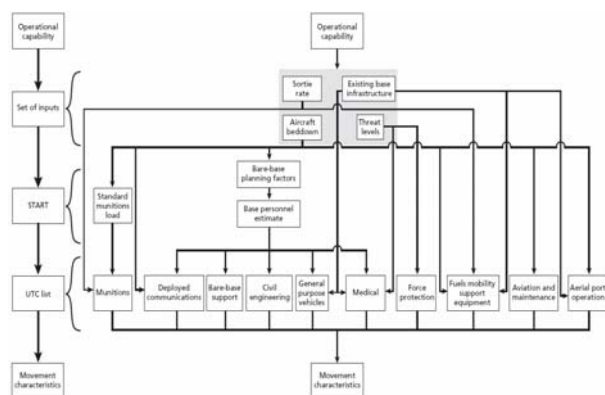 Operational
capability
Operational
capability
Set of inputs
Sortie
rate
Existing base
infrastructure
Aircraft
beddown
Threat
levels
START
Standard
munitions
load
Bare-base
planning factors
Base personnel
estimate
UTC list
Munitions
Deployed
communications
Bare-base
support
Civil
engineering
General
purpose
vehicles
Medical
Force
protection
Fuels mobility
support
equipment
Aviation and
maintenance
Aerial port
operation
Movement
characteristics
Movement
characteristics